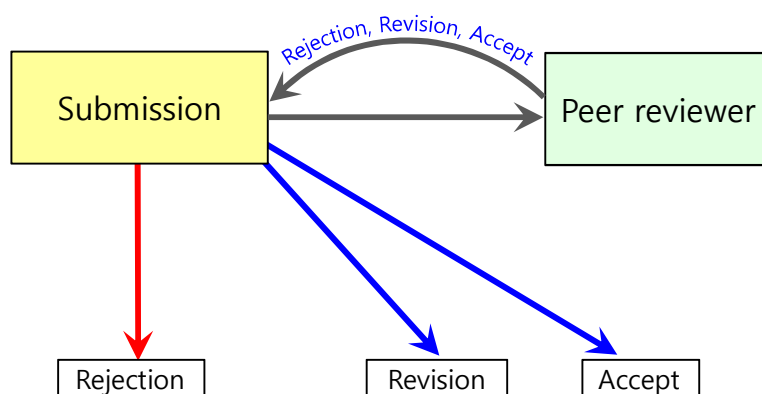 Rejection, Revision, Accept
Submission
Peer reviewer
Rejection
Revision
Accept